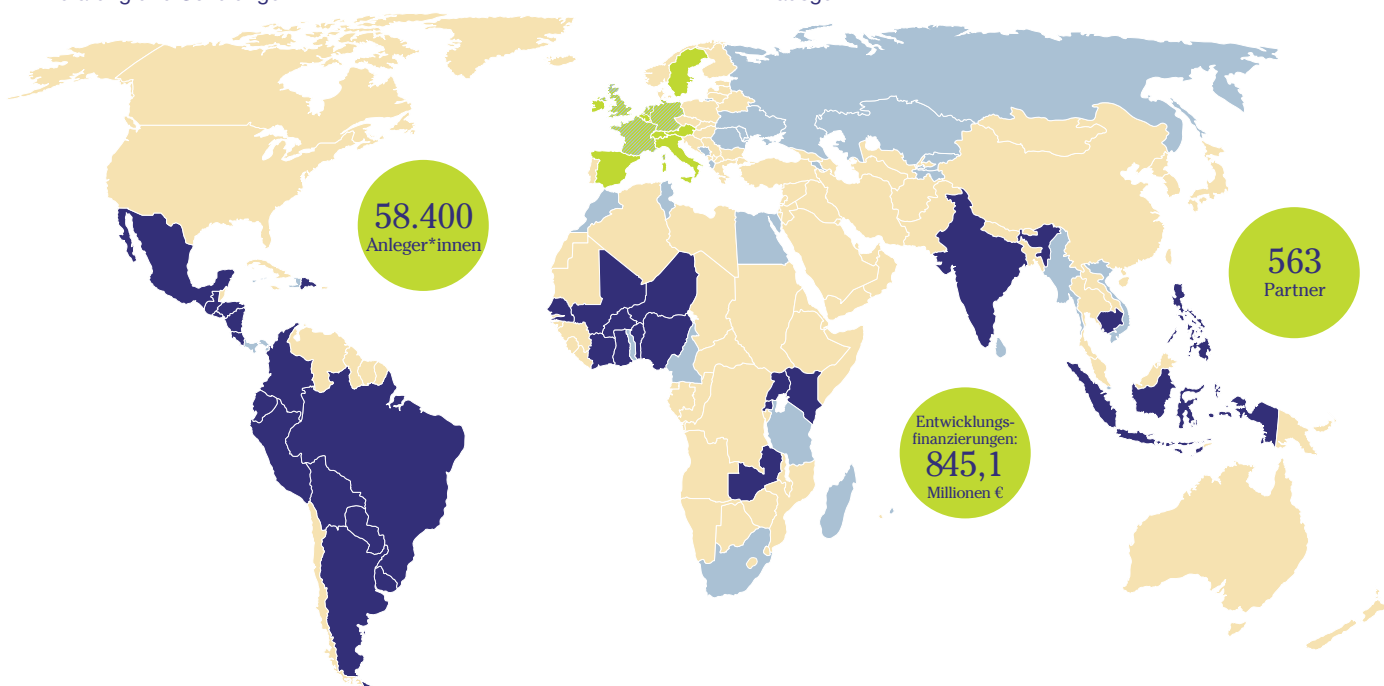 58.400
Anleger*innen
563
Partner
Entwicklungs-
finanzierungen:
845,1
Millionen €